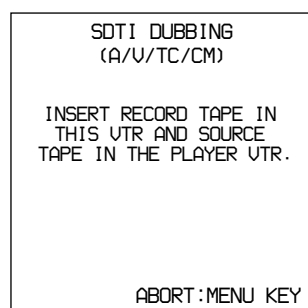 SDTI DUBBING
(A/V/TC/CM)
INSERT RECORD TAPE IN
THIS VTR AND SOURCE
TAPE IN THE PLAYER VTR.
ABORT:MENU KEY